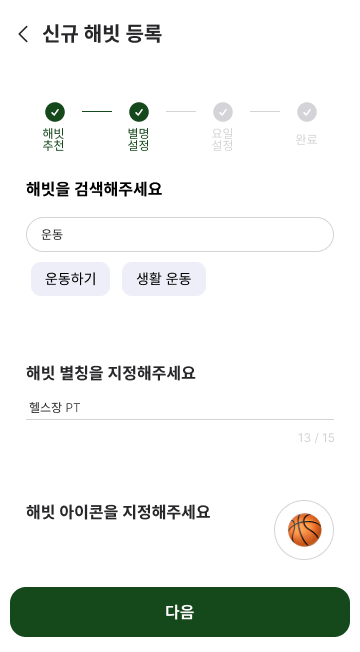 신규 해빗 등록
해빗
추천
별명
설정
요일
설정
완료
해빗을 검색해주세요
운동
운동하기
생활 운동
해빗 별칭을 지정해주세요
헬스장 PT
13 / 15
해빗 아이콘을 지정해주세요
다음